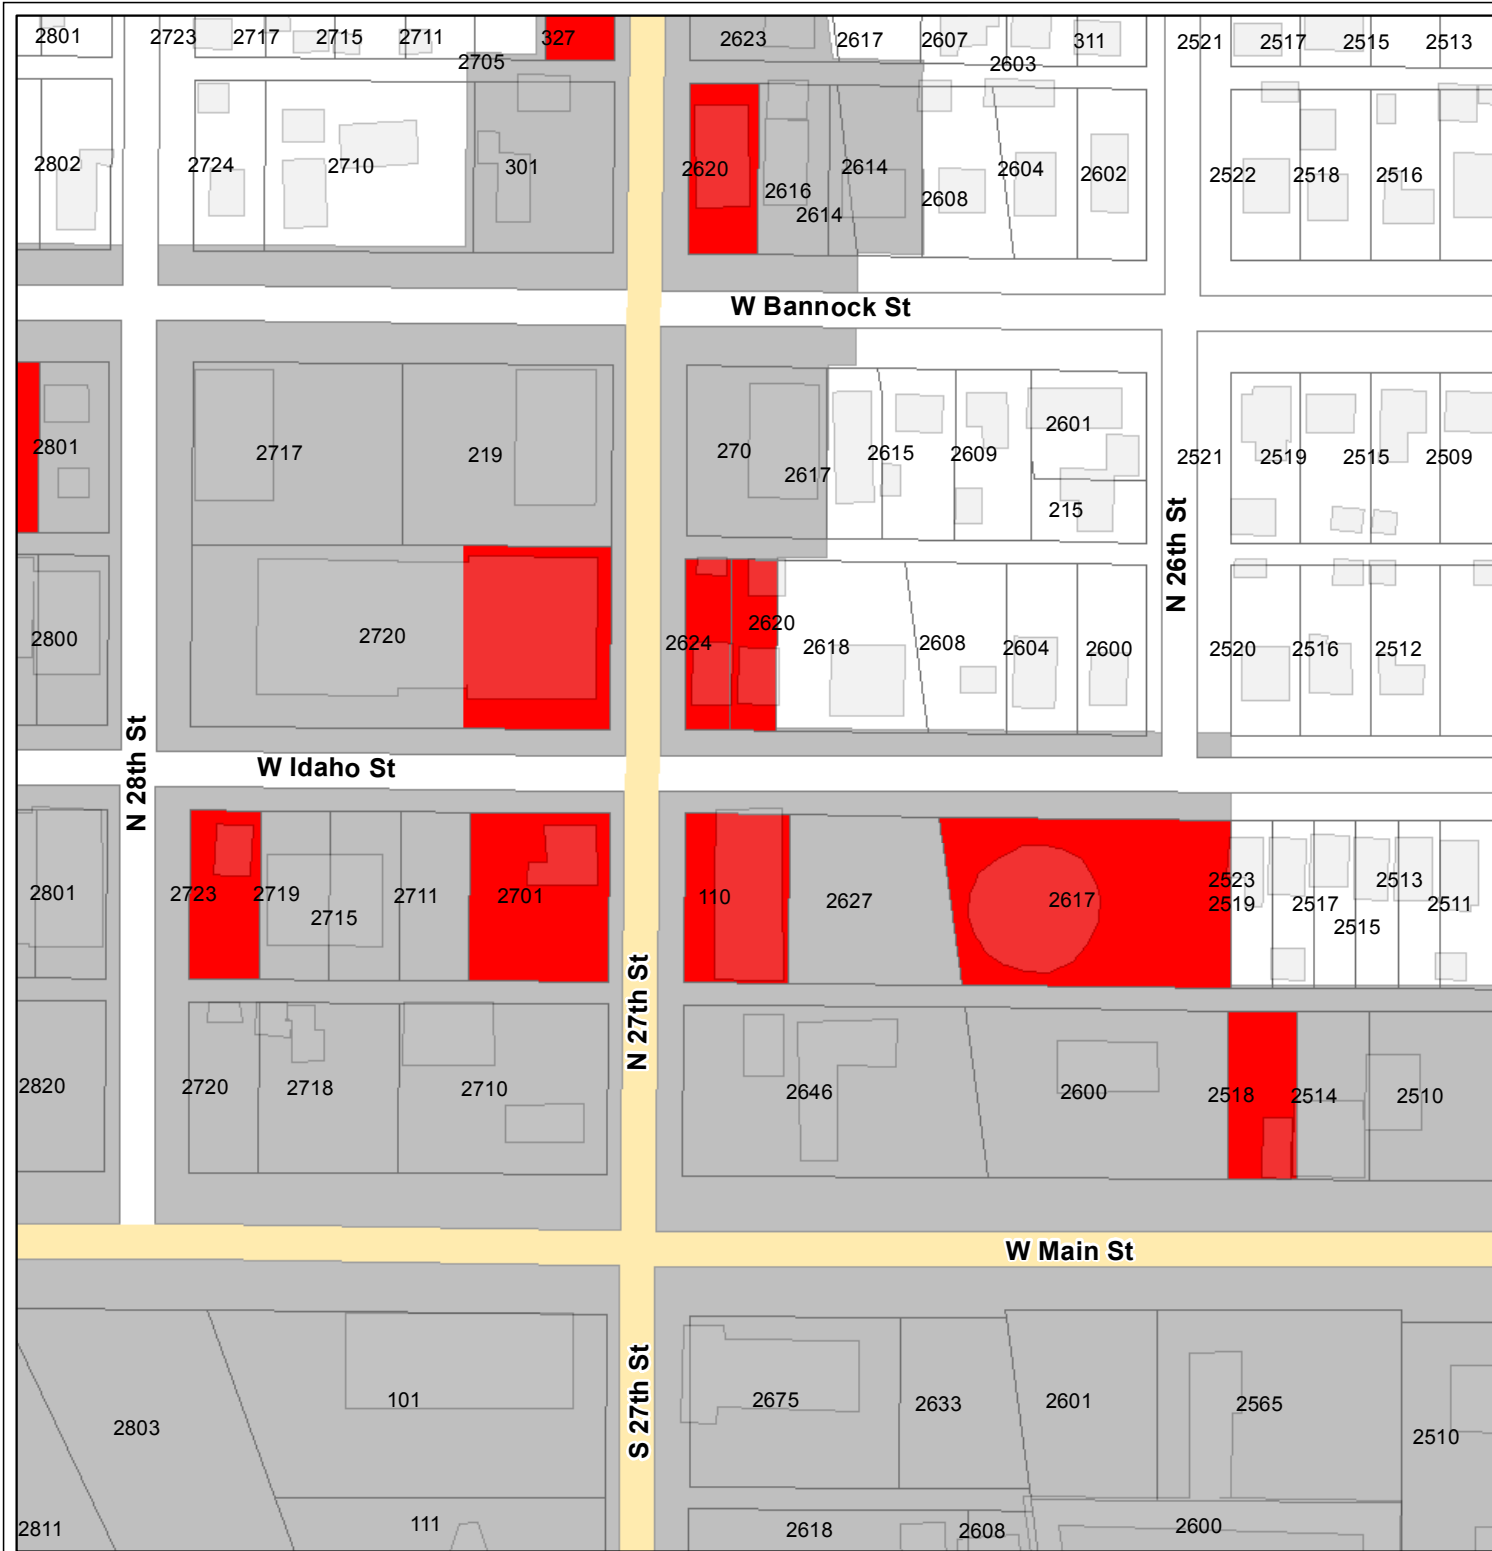 2801 2723 2717 2715 2711 327 2623 2617 2607 311 2521 2517 2515 2513
2705 2603
2802 2724 2710 301 2620 2616 2614 2608 2604 2602 2522 2518 2516
2614
W Bannock St
2801 2717 219 270 2617 2615 2609 2601 2521 2519 2515 2509
215
N 26th St
2800 2720 2624 2620 2618 2608 2604 2600 2520 2516 2512
N 28th St
W Idaho St
2801 2723 2719 2715 2711 2701 110 2627 2617 2523 2513
2519 2517 2511
2515
N 27th St
2820 2720 2718 2710 2646 2600 2518 2514 2510
W Main St
S 27th St
2803 101 2675 2633 2601 2565 2510
2811 111 2618 2608 2600